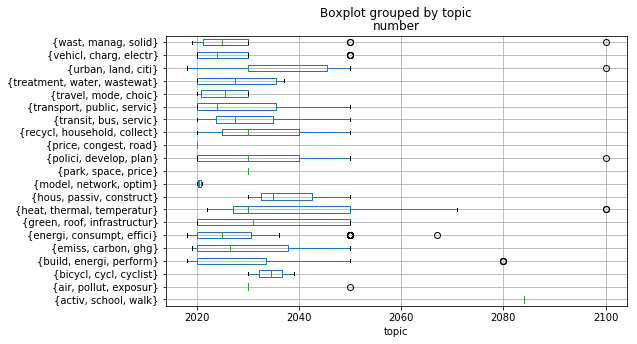 Boxplot grouped by topic
number
{wast, manag, solid}
{vehicl, charg, electr}
{urban, land, citi}
{treatment, water, wastewat}
{travel, mode, choic}
{transport, public, servic}
{transit, bus, servic}
{recycl, household, collect}
{price, congest, road}
{polici, develop, plan}
{park, space, price}
{model, network, optim}
{hous, passiv, construct}
{heat, thermal, temperatur}
{green, roof, infrastructur}
{energi, consumpt, effici}
{emiss, carbon, ghg}
{build, energi, perform}
{bicycl, cycl, cyclist}
{air, pollut, exposur}
{activ, school, walk}
2020 2040 2060 2080 2100
topic